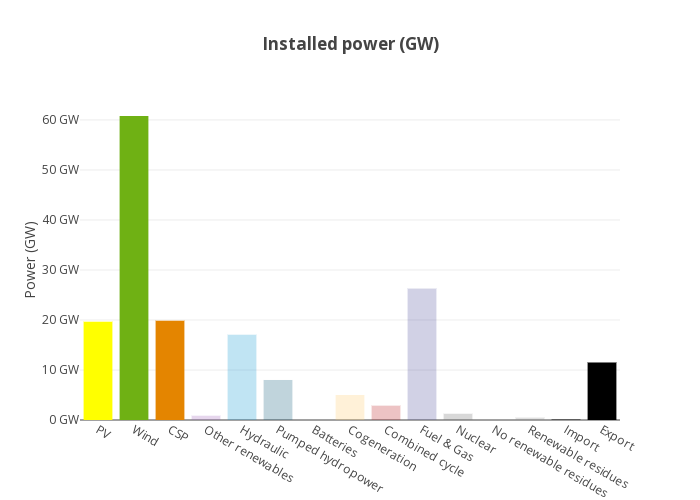 Installed power (GW)
60 GW
50 GW
40 GW
30 GW
20 GW
10 GW
0 GW
Power (GW)
PV
Wind
CSP
Other renewables
Hydraulic
Pumped hydropower
Batteries
Cogeneration
Combined cycle
Fuel & Gas
Nuclear
No renewable residues
Renewable residues
Import
Export